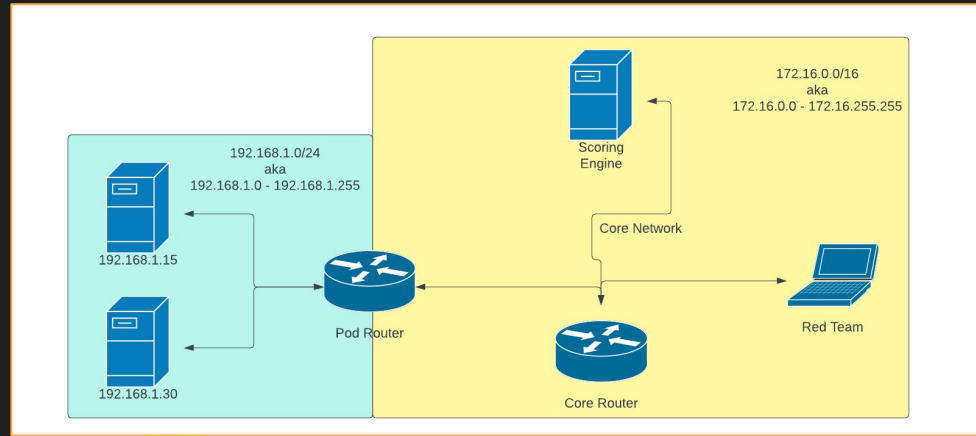 172.16.0.0/16
aka
172.16.0.0 - 172.16.255.255
Scoring
Engine
192.168.1.0/24
aka
192.168.1.0 - 192.168.1.255
Core Network
192.168.1.15
Pod Router
Red Team
192.168.1.30
Core Router